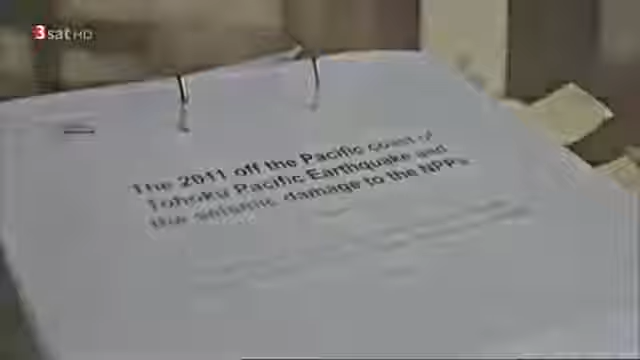 3sat HD
The 2011 off the Pacific coast of
Tohoku Pacific Earthquake and
the seismic damage to the NPPs